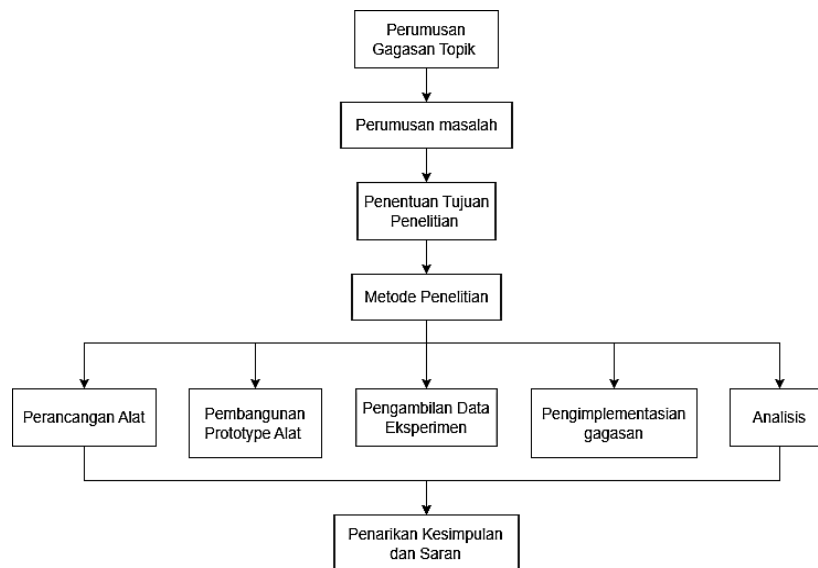 Perumusan
Gagasan Topik
Perumusan masalah
Penentuan Tujuan
Penelitian
Metode Penelitian
Perancangan Alat
Pembangunan
Prototype Alat
Pengambilan Data
Eksperimen
Pengimplementasian
gagasan
Analisis
Penarikan Kesimpulan
dan Saran